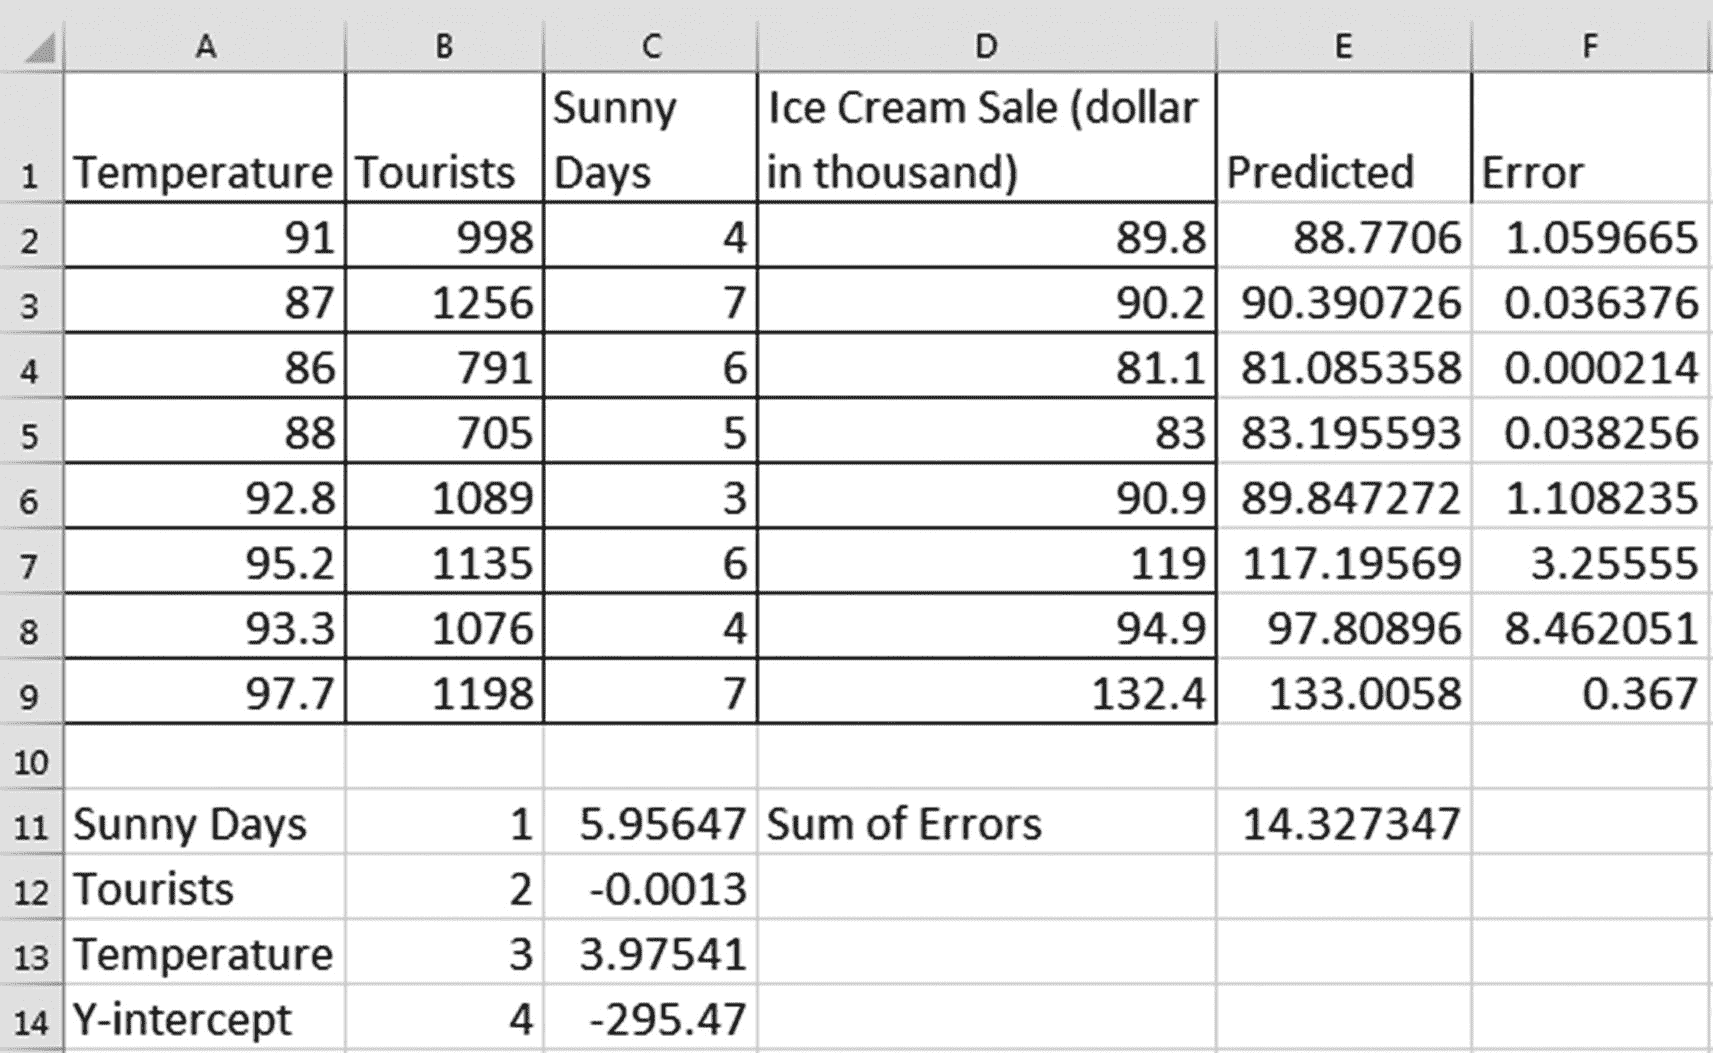 A B C D E F
1 Temperature Tourists Sunny Days Ice Cream Sale (dollar in thousand) Predicted Error
2 91 998 4 89.8 88.7706 1.059665
3 87 1256 7 90.2 90.390726 0.036376
4 86 791 6 81.1 81.085358 0.000214
5 88 705 5 83 83.195593 0.038256
6 92.8 1089 3 90.9 89.847272 1.108235
7 95.2 1135 6 119 117.19569 3.25555
8 93.3 1076 4 94.9 97.80896 8.462051
9 97.7 1198 7 132.4 133.0058 0.367
10
11 Sunny Days 1 5.95647 Sum of Errors 14.327347
12 Tourists 2 -0.0013
13 Temperature 3 3.97541
14 Y-intercept 4 -295.47